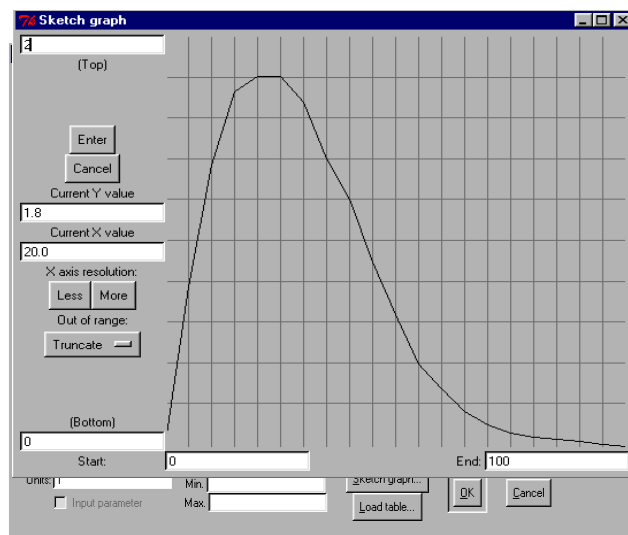 Sketch graph
2
(Top)
Enter
Cancel
Current Y value
1.8
Current X value
20.0
X axis resolution:
Less More
Out of range:
Truncate
(Bottom)
0
Start: 0 End: 100
Units: 1 Min. Sketch graph... OK Cancel
Input parameter Max. Load table...